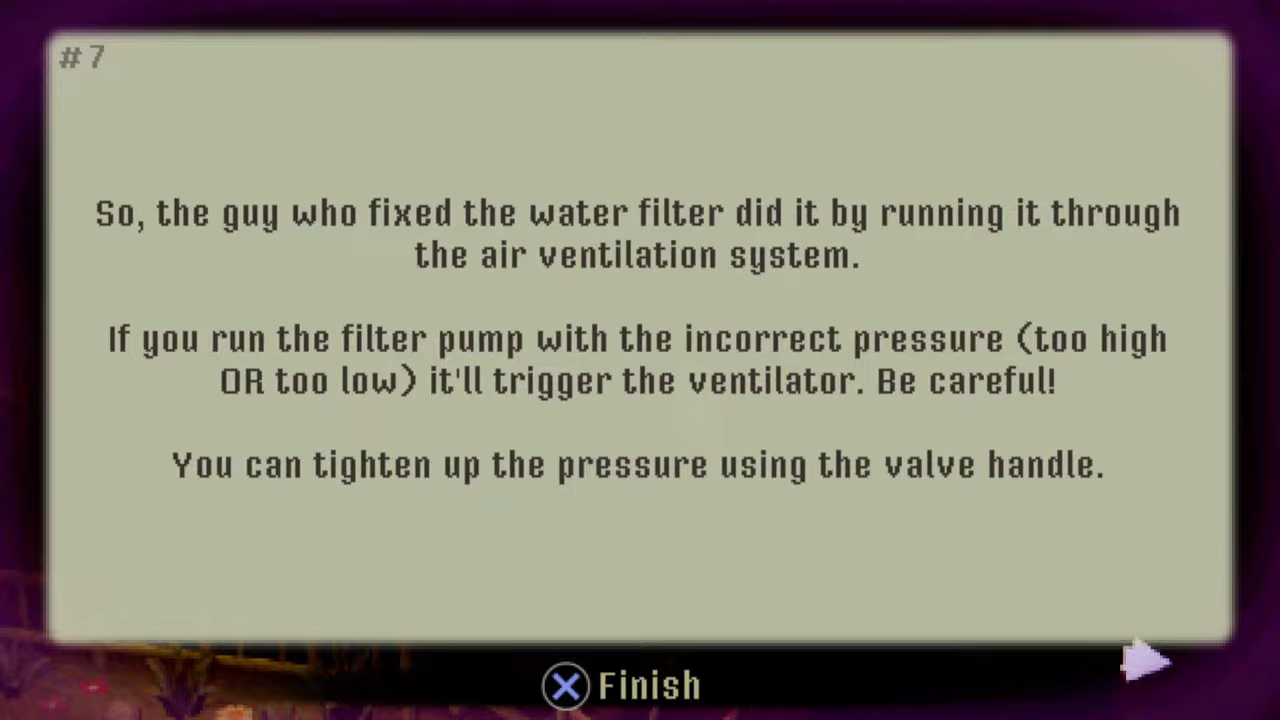 #7
So, the guy who fixed the water filter did it by running it through
the air ventilation system.
If you run the filter pump with the incorrect pressure (too high
OR too low) it'll trigger the ventilator. Be careful!
You can tighten up the pressure using the valve handle.
Finish